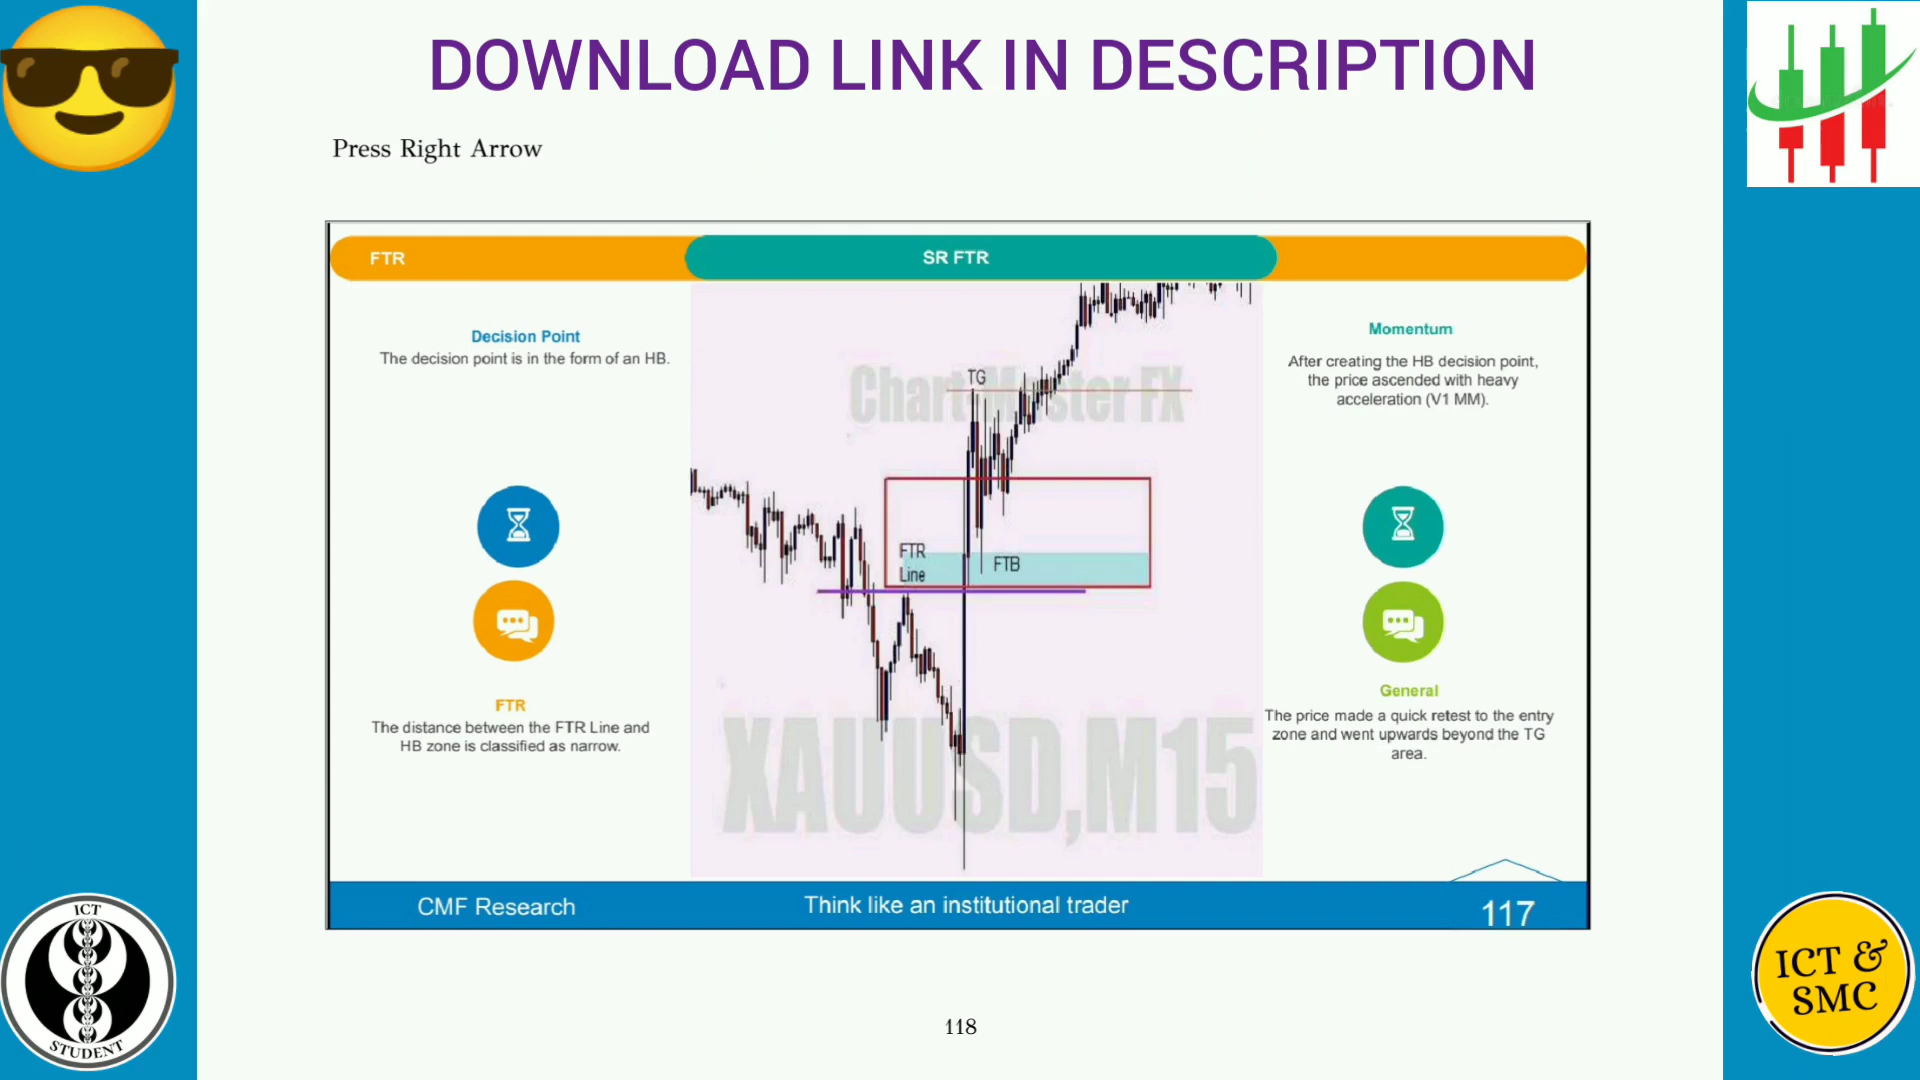 DOWNLOAD LINK IN DESCRIPTION
Press Right Arrow
FTR
SR FTR
Decision Point
The decision point is in the form of an HB.
FTR
The distance between the FTR Line and
HB zone is classified as narrow.
Chart Master FX
TG
FTR
Line
FTB
XAUUSD,M15
Momentum
After creating the HB decision point,
the price ascended with heavy
acceleration (V1 MM).
General
The price made a quick retest to the entry
zone and went upwards beyond the TG
area.
CMF Research
Think like an institutional trader
117
118
ICT
STUDENT
ICT &
SMC